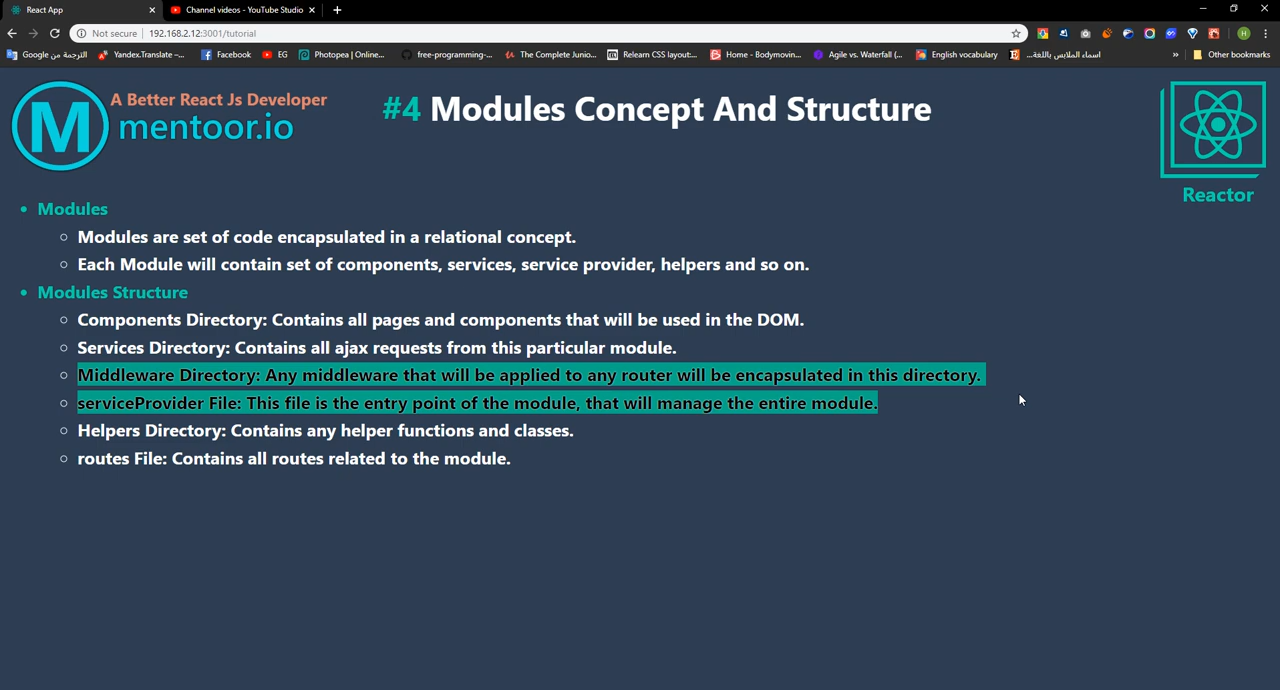 React App
Channel videos - YouTube Studio
Not secure
192.168.2.12:3001/tutorial
الترجمة من Google
Yandex.Translate –...
Facebook
EG
Photopea | Online...
free-programming-...
The Complete Junio...
Relearn CSS layout:...
Home - Bodymovin...
Agile vs. Waterfall (...
English vocabulary
اسماء الملابس باللغة...
»
Other bookmarks
H
M
A Better React Js Developer
mentoor.io
#4 Modules Concept And Structure
Reactor
Modules
Modules are set of code encapsulated in a relational concept.
Each Module will contain set of components, services, service provider, helpers and so on.
Modules Structure
Components Directory: Contains all pages and components that will be used in the DOM.
Services Directory: Contains all ajax requests from this particular module.
Middleware Directory: Any middleware that will be applied to any router will be encapsulated in this directory.
serviceProvider File: This file is the entry point of the module, that will manage the entire module.
Helpers Directory: Contains any helper functions and classes.
routes File: Contains all routes related to the module.